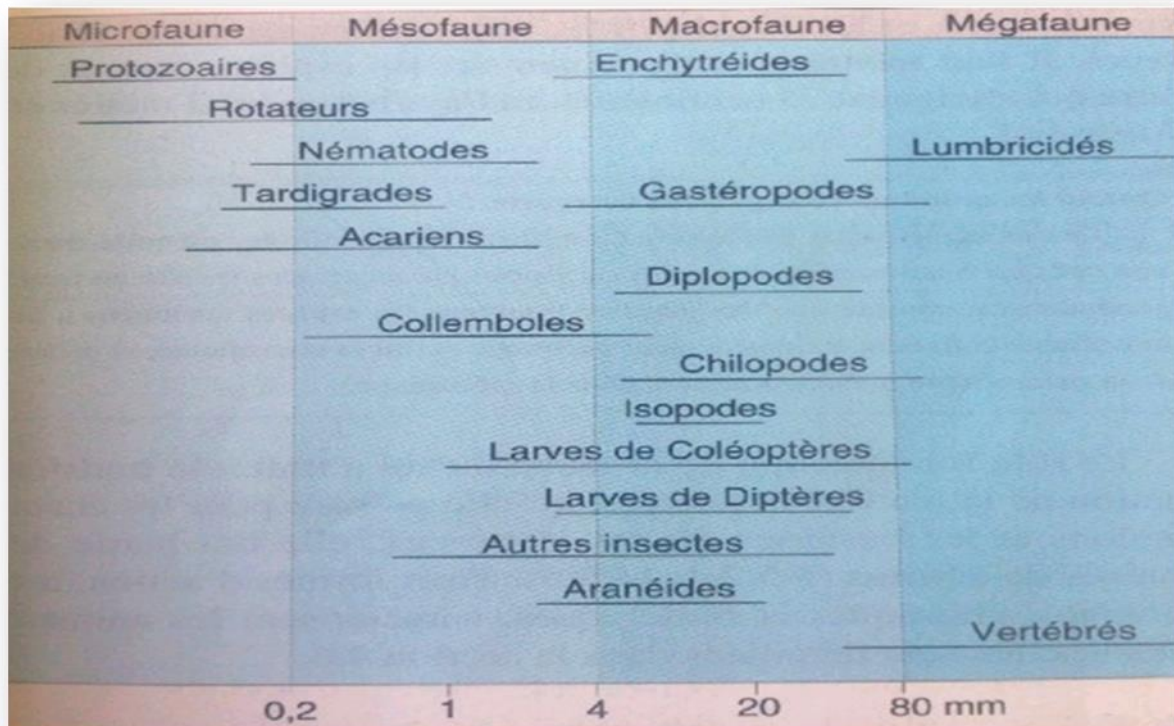 Microfaune Mésofaune Macrofaune Mégafaune
Protozoaires Enchytréides
Rotateurs
Nématodes Lumbricidés
Tardigrades Gastéropodes
Acariens
Diplopodes
Collemboles
Chilopodes
Isopodes
Larves de Coléoptères
Larves de Diptères
Autres insectes
Aranéides
Vertébrés
0,2 1 4 20 80 mm